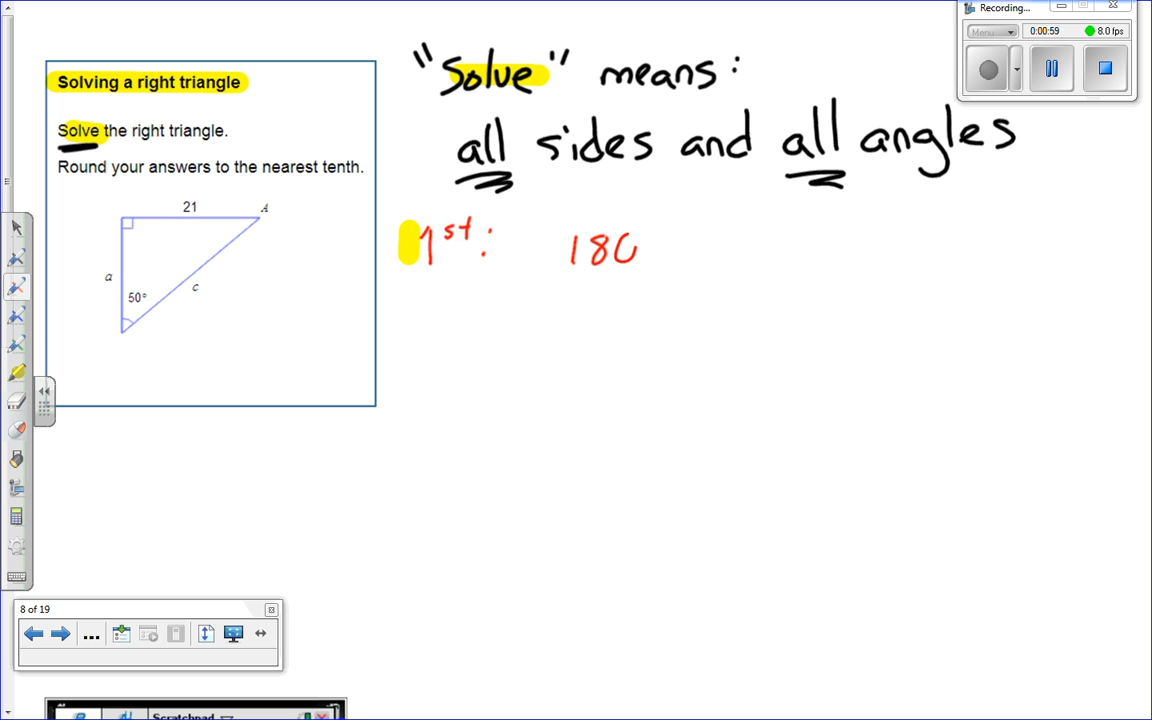 Recording...
Menu
0:00:59
8.0 fps
"Solve" means:
all sides and all angles
Solving a right triangle
Solve the right triangle.
Round your answers to the nearest tenth.
21
A
a
50°
c
1st: 180
8 of 19
...
Scratchpad